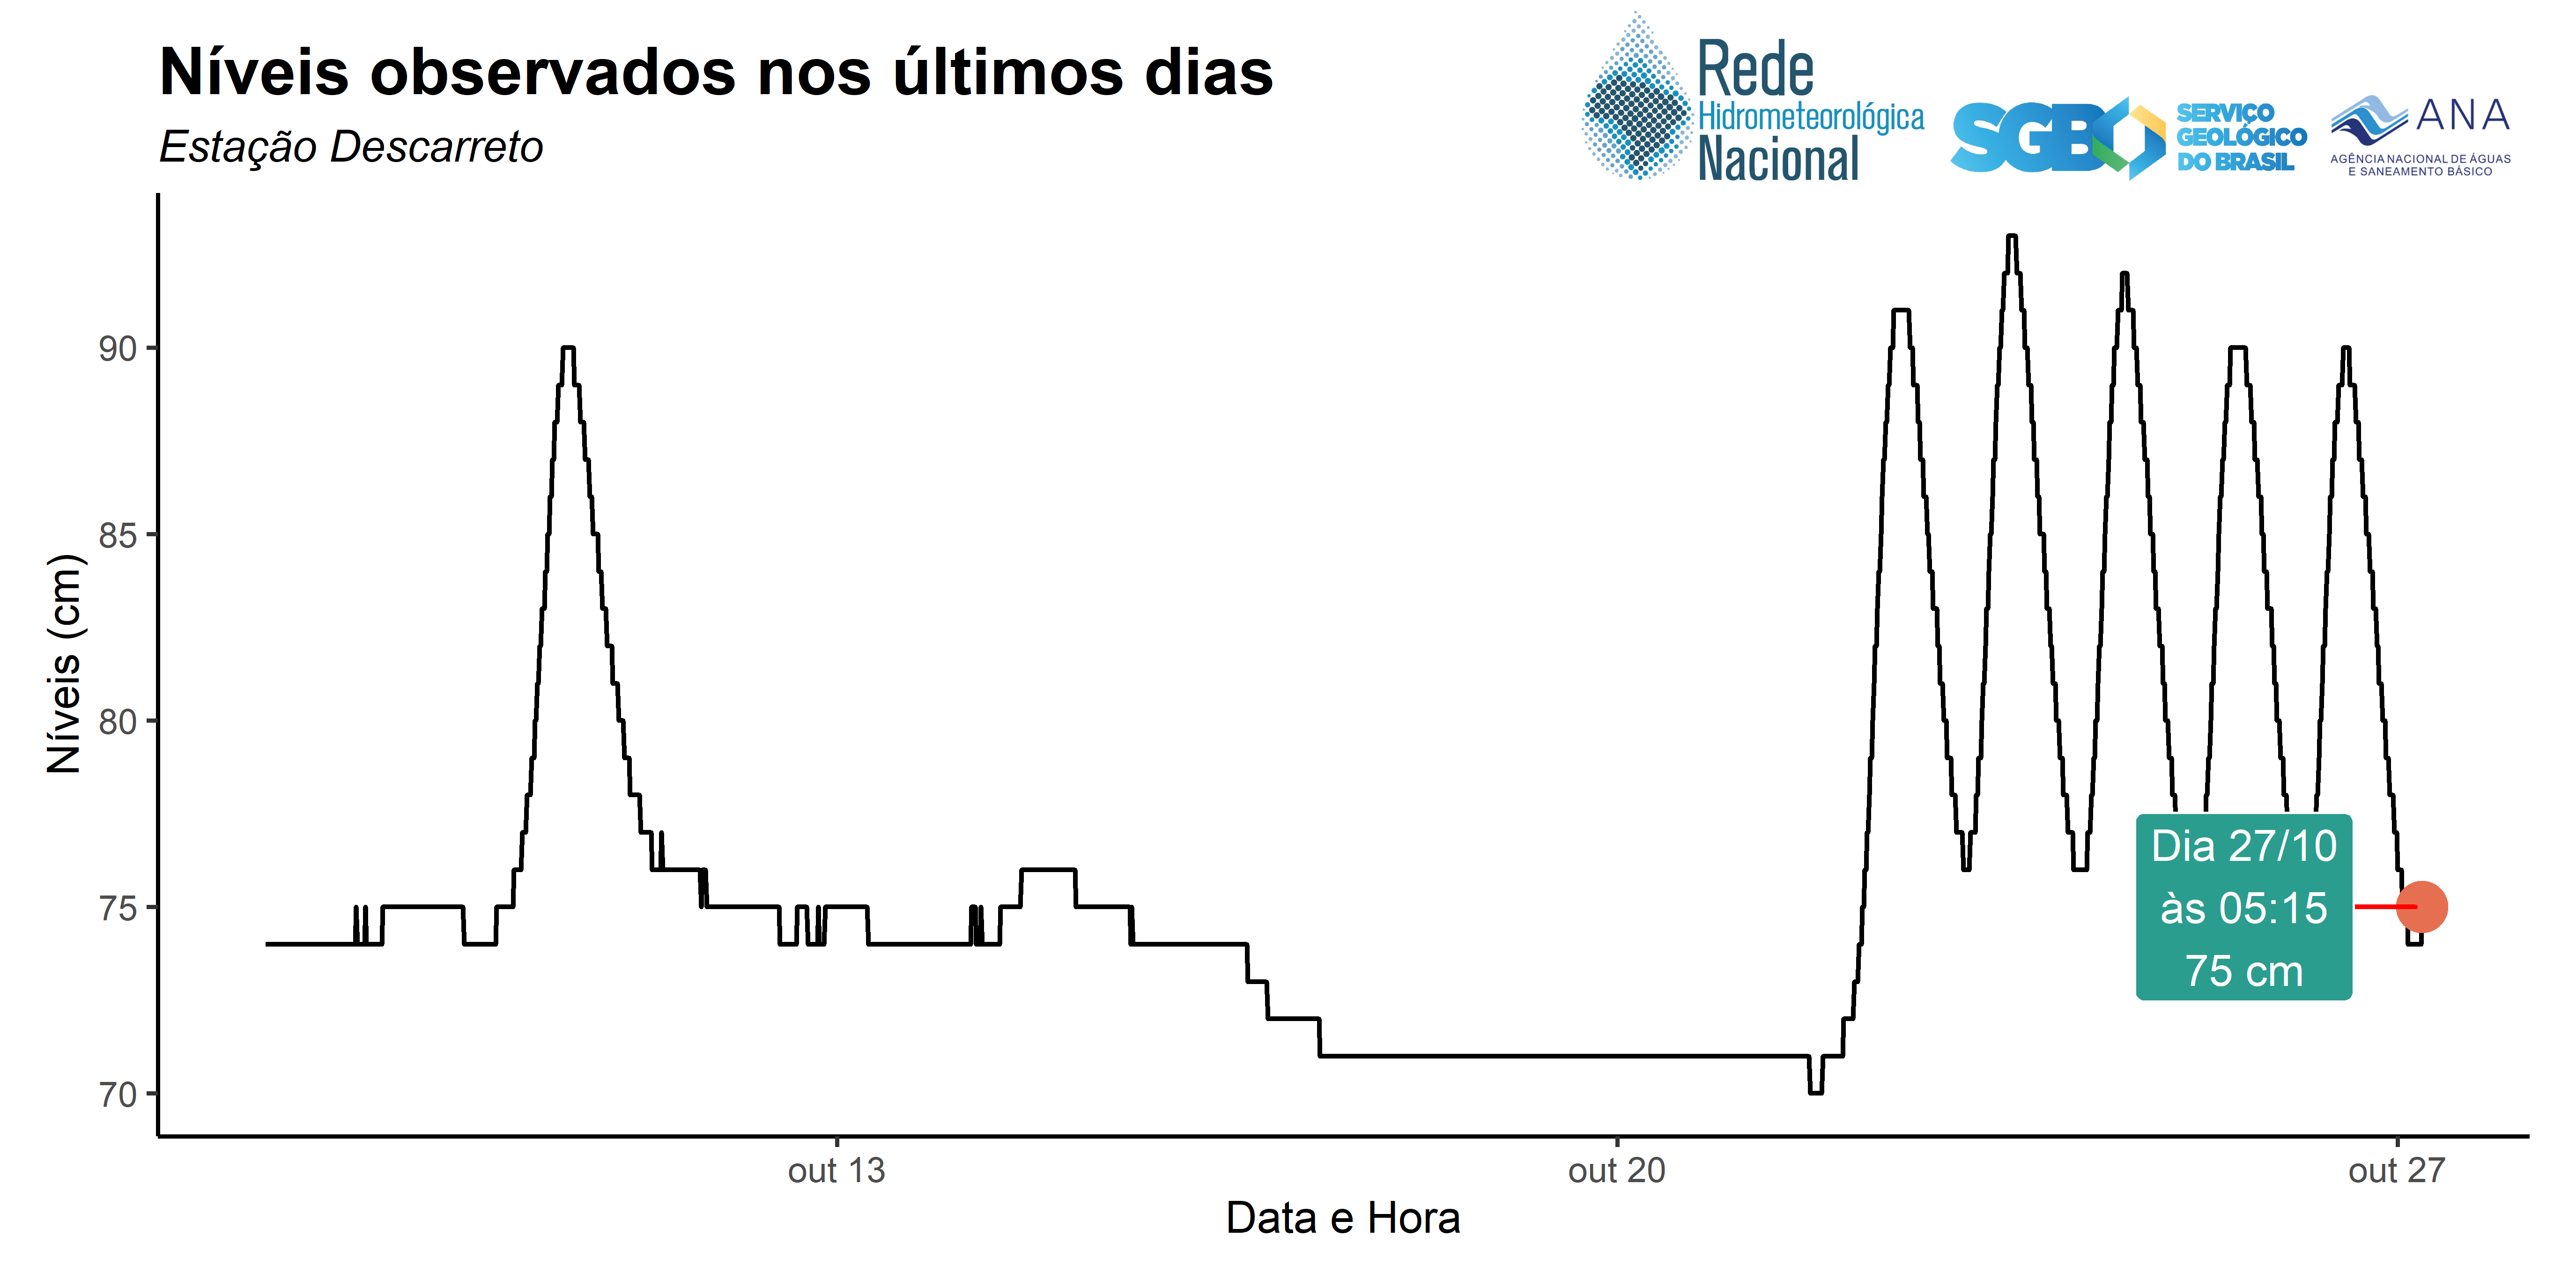 Níveis observados nos últimos dias
Estação Descarreto
Rede
Hidrometeorológica
Nacional
SGB
SERVIÇO
GEOLÓGICO
DO BRASIL
ANA
AGÊNCIA NACIONAL DE ÁGUAS
E SANEAMENTO BÁSICO
Níveis (cm)
90
85
80
75
70
Dia 27/10
às 05:15
75 cm
out 13
out 20
out 27
Data e Hora